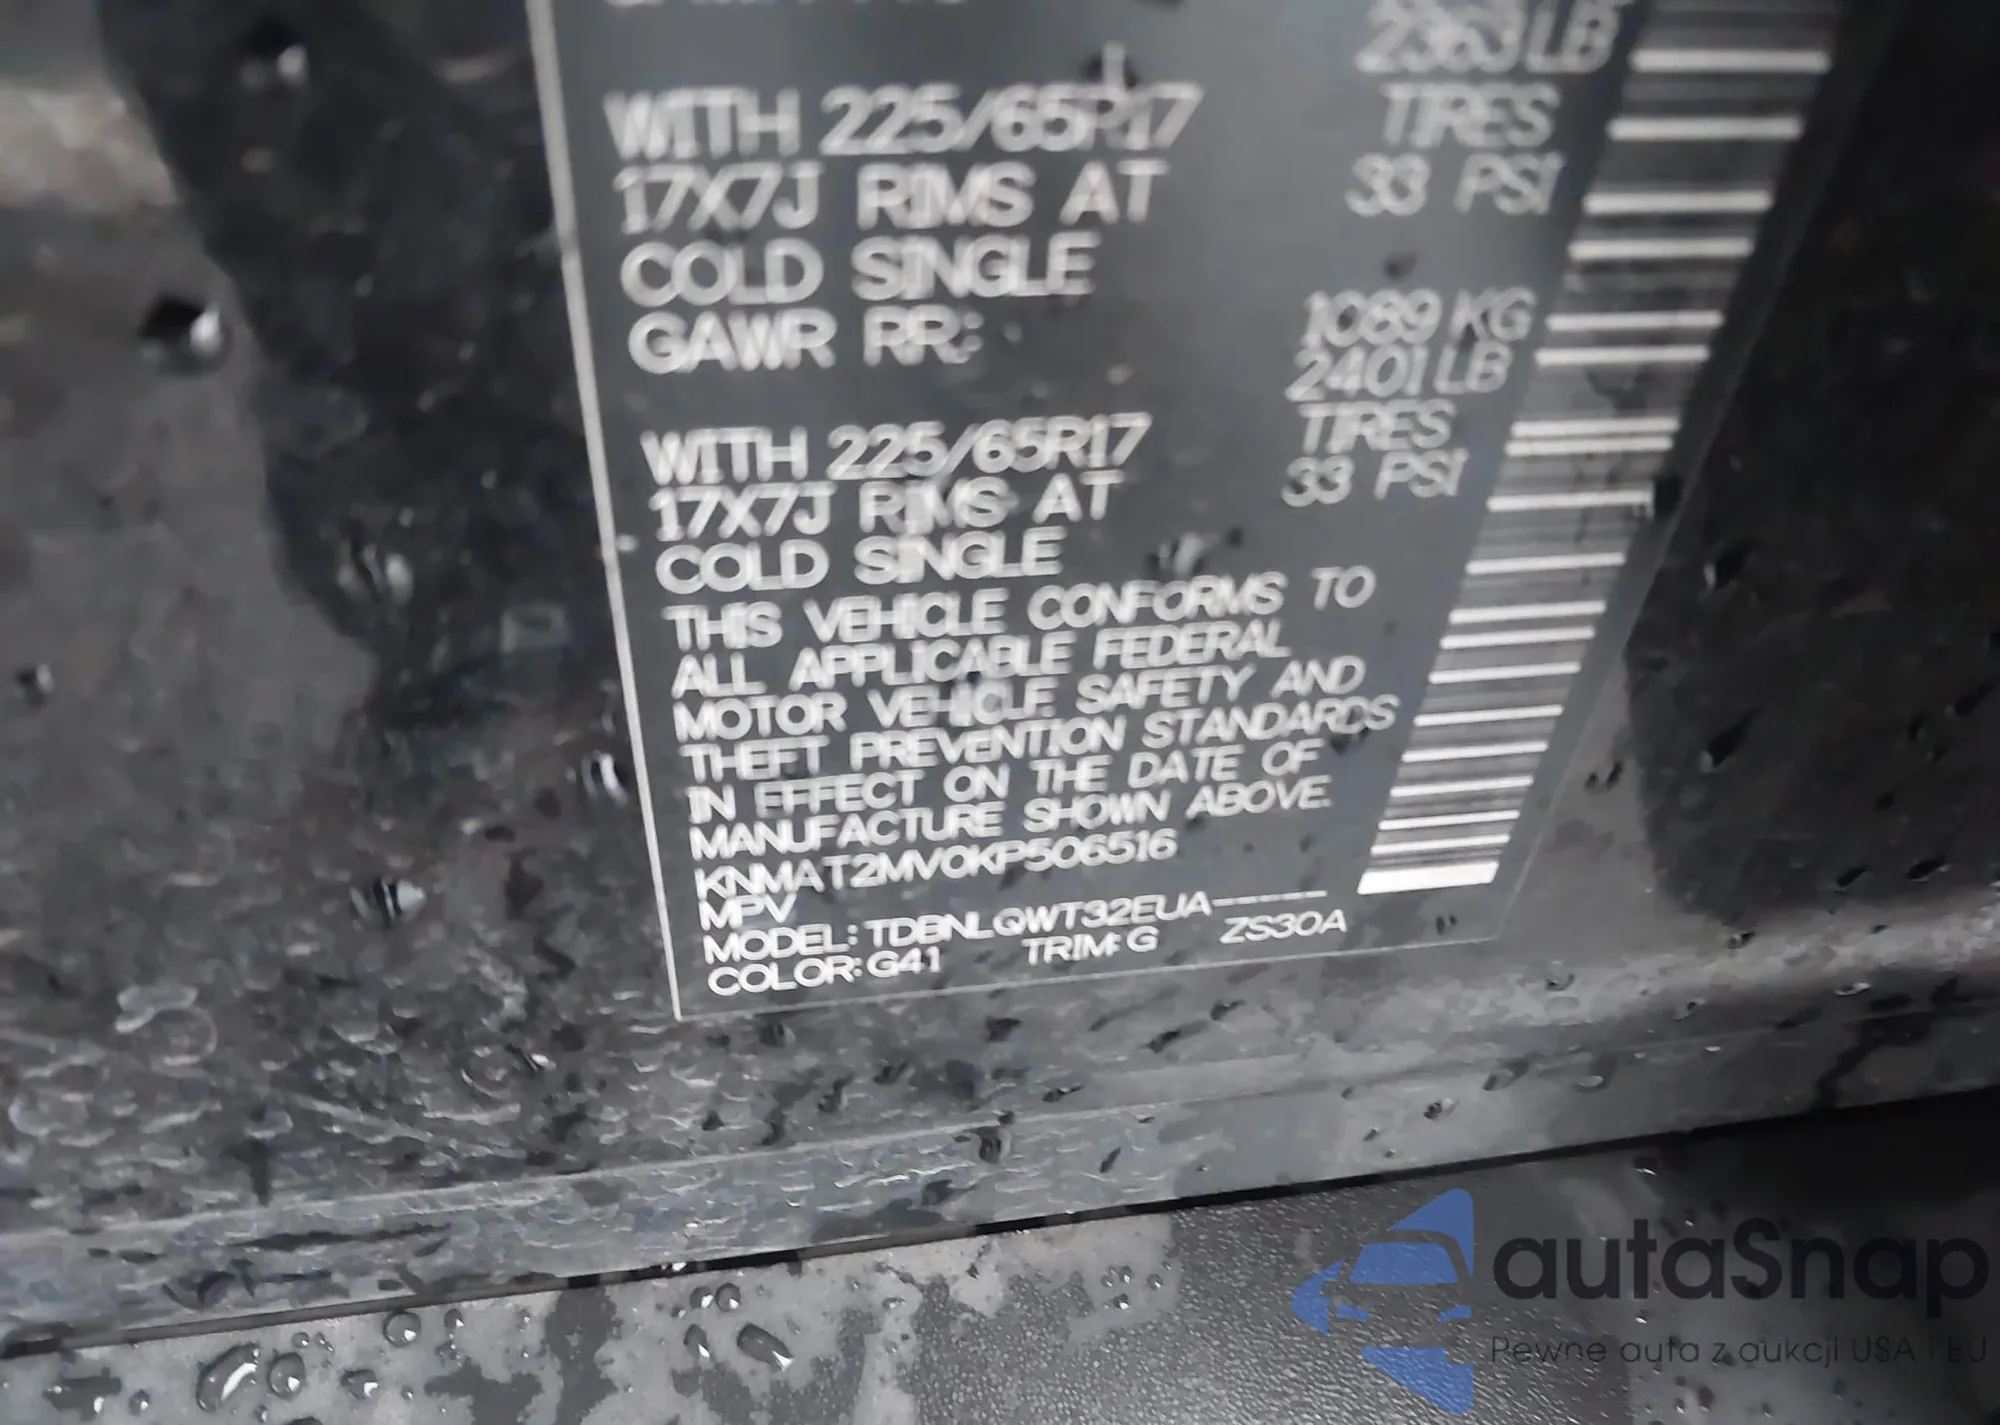 2363 LB
WITH 225/65R17 TIRES
17X7J RIMS AT 33 PSI
COLD SINGLE
GAWR RR: 1089 KG
2401 LB
WITH 225/65R17 TIRES
17X7J RIMS AT 33 PSI
COLD SINGLE
THIS VEHICLE CONFORMS TO
ALL APPLICABLE FEDERAL
MOTOR VEHICLE SAFETY AND
THEFT PREVENTION STANDARDS
IN EFFECT ON THE DATE OF
MANUFACTURE SHOWN ABOVE.
KNMAT2MV0KP506516
MPV
MODEL: TDBNLQWT32EUA-----
COLOR: G41 TRIM: G ZS30A
autaSnap
Pewne auta z aukcji USA i EU